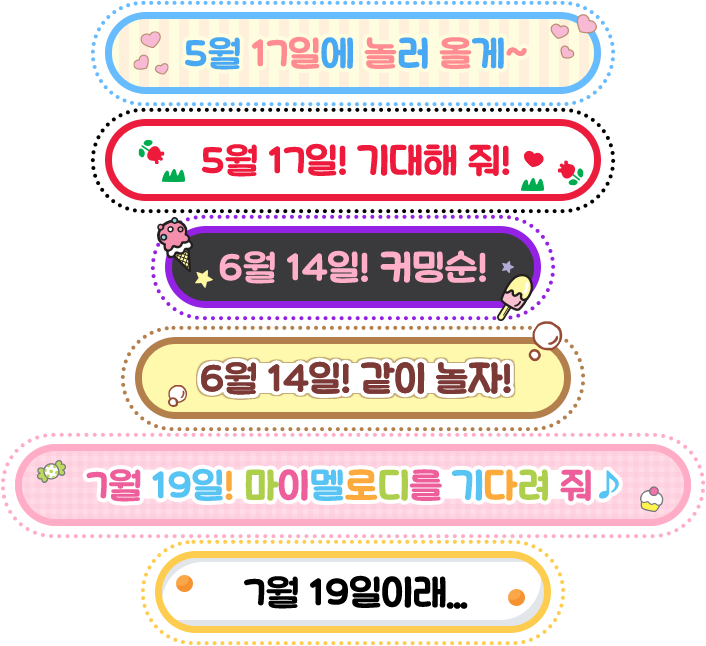 5월 17일에 놀러 올게~
5월 17일! 기대해 줘!
6월 14일! 커밍순!
6월 14일! 같이 놀자!
7월 19일! 마이멜로디를 기다려 줘♪
7월 19일이래...